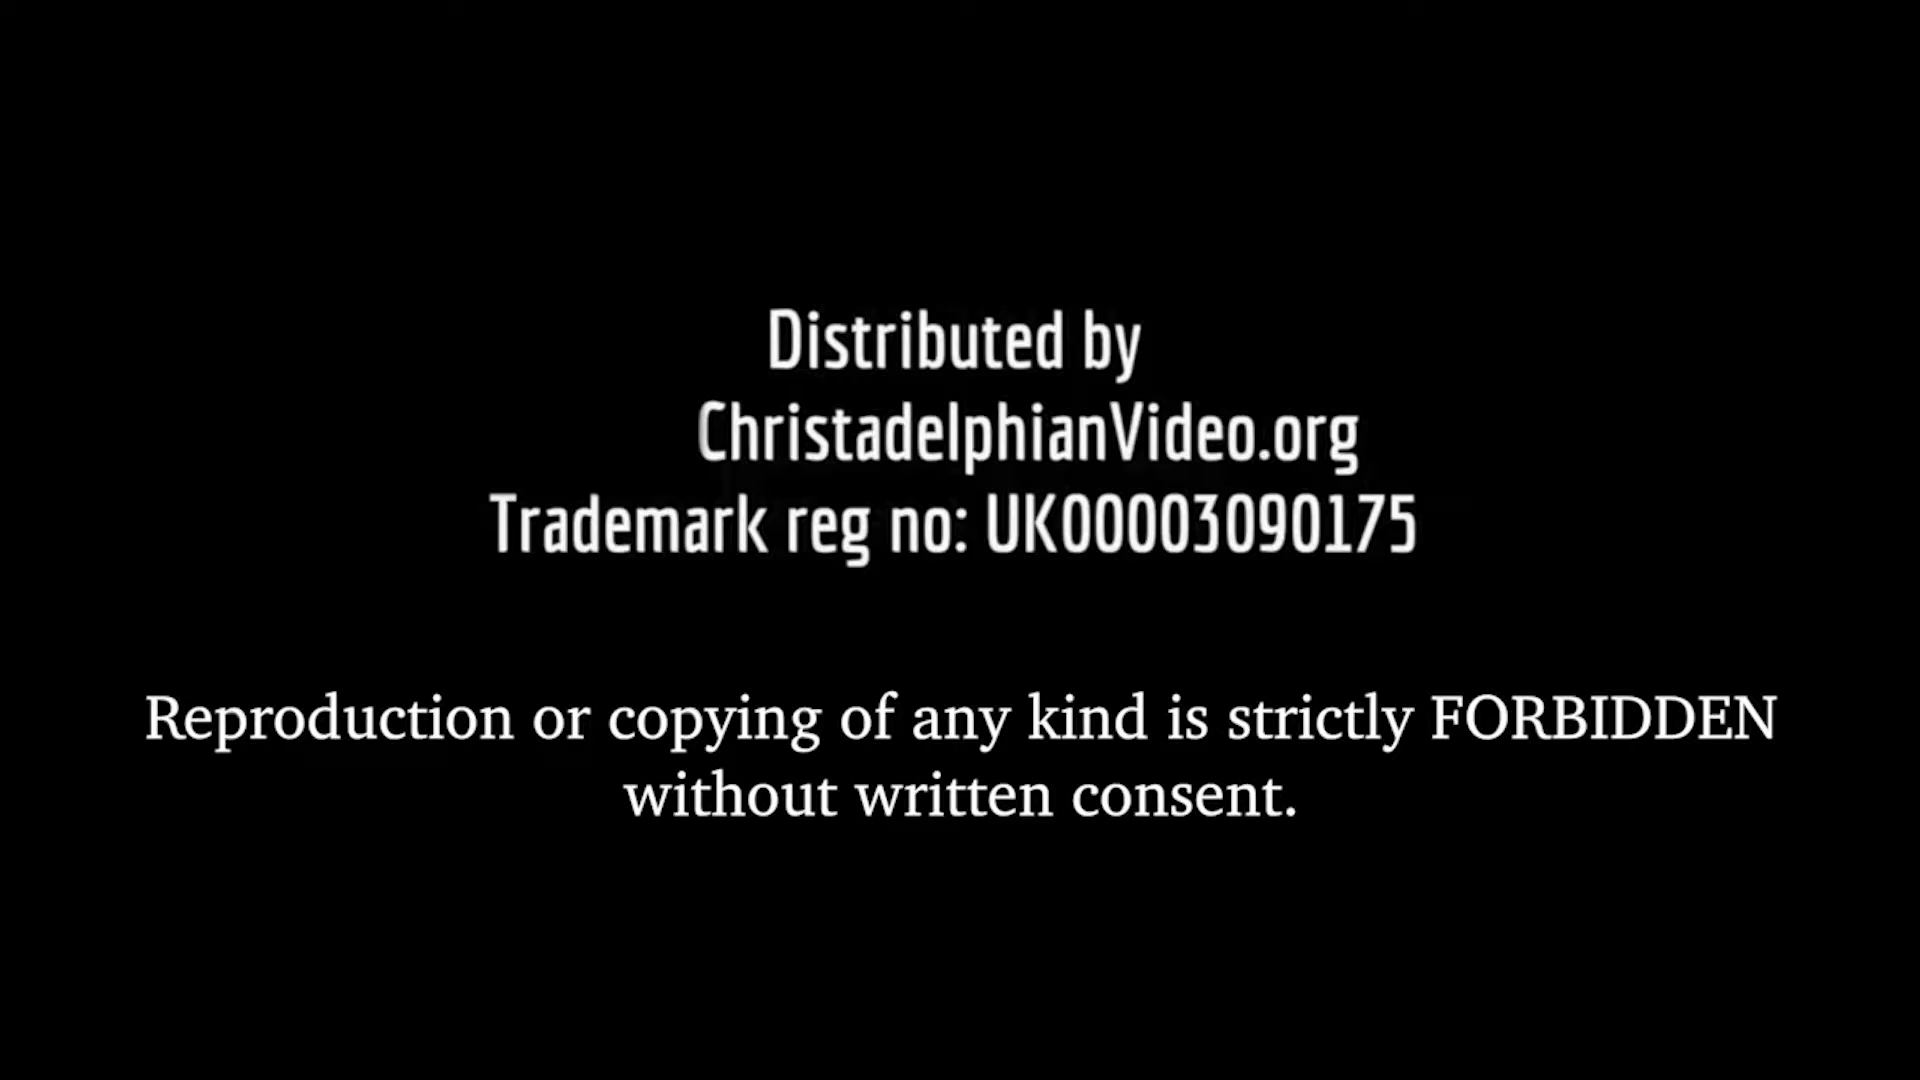 Distributed by
ChristadelphianVideo.org
Trademark reg no: UK00003090175
Reproduction or copying of any kind is strictly FORBIDDEN
without written consent.